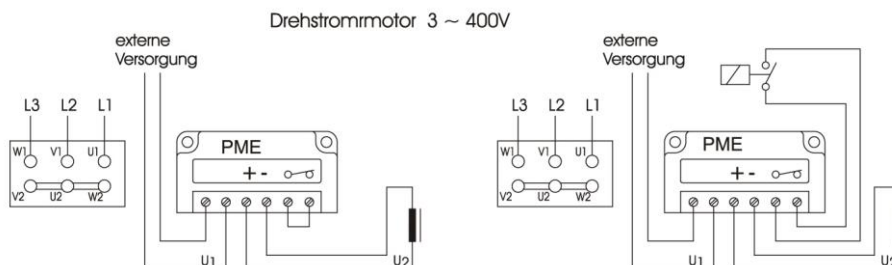 Drehstromrmotor 3 ~ 400V
externe
Versorgung
L3 L2 L1
W1 V1 U1
V2 U2 W2
PME
+ -
U1 U2
externe
Versorgung
L3 L2 L1
W1 V1 U1
V2 U2 W2
PME
+ -
U1 U2